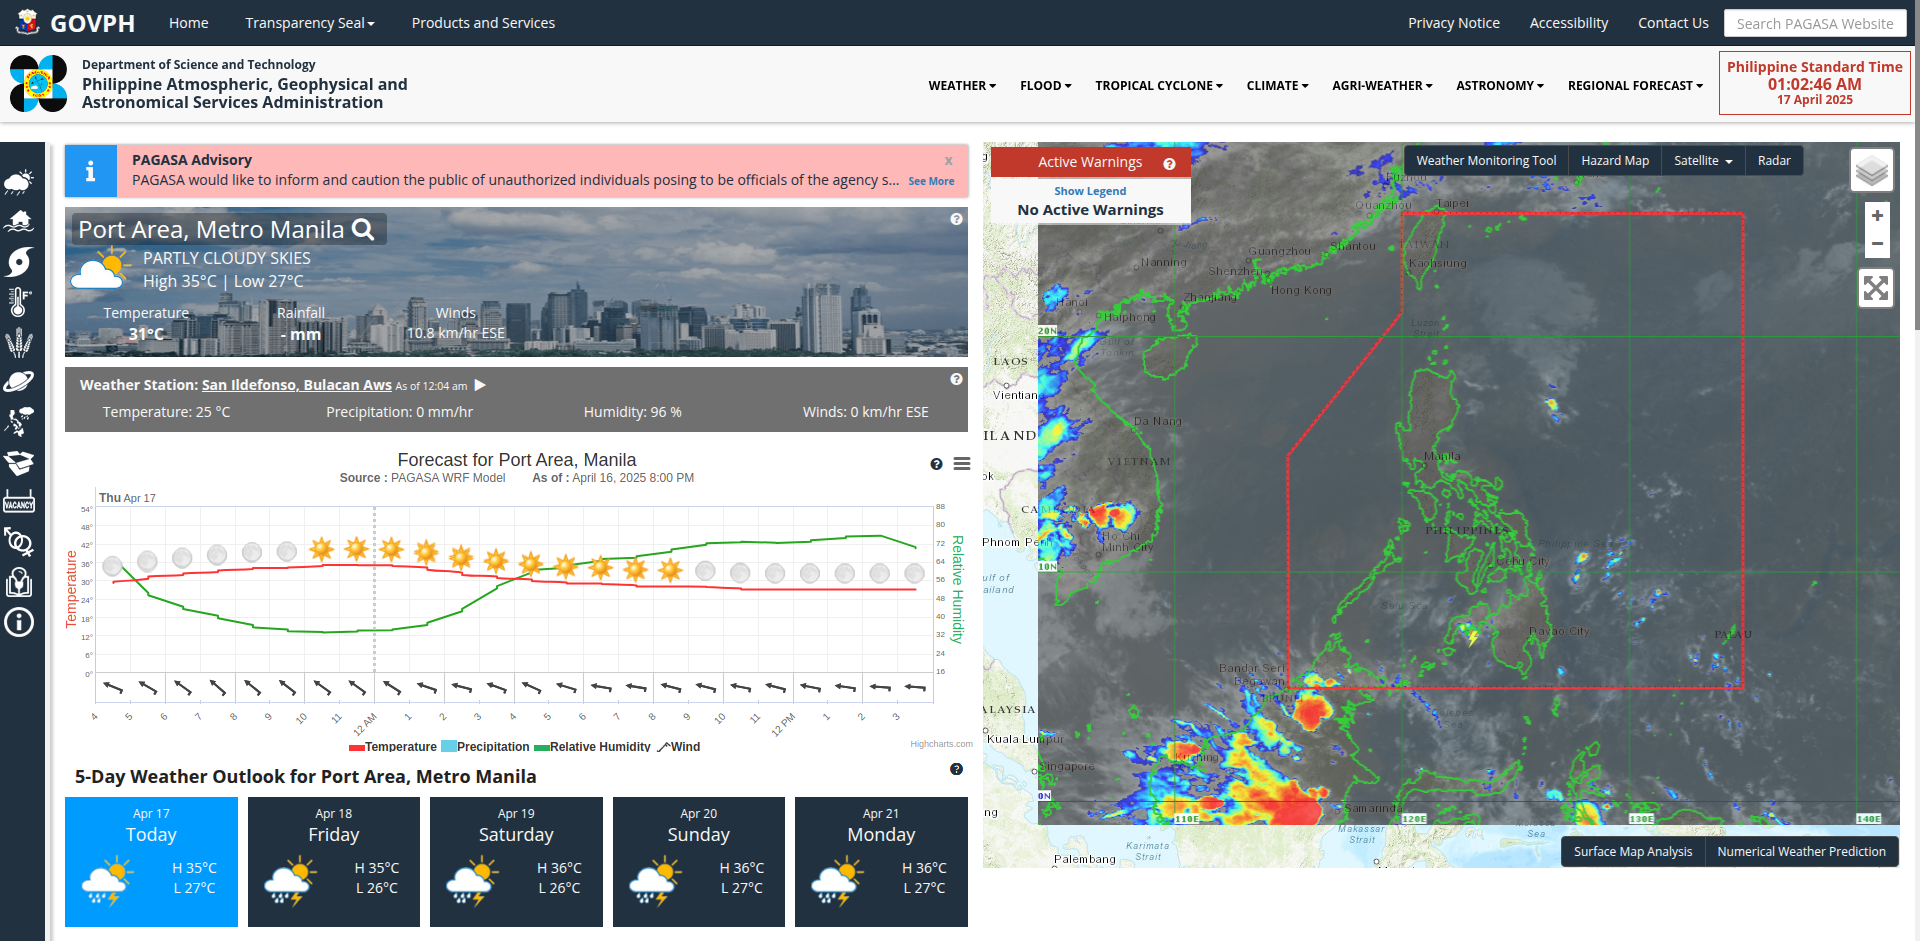 GOVPH
Home
Transparency Seal
Products and Services
Privacy Notice
Accessibility
Contact Us
Search PAGASA Website
Department of Science and Technology
Philippine Atmospheric, Geophysical and
Astronomical Services Administration
WEATHER
FLOOD
TROPICAL CYCLONE
CLIMATE
AGRI-WEATHER
ASTRONOMY
REGIONAL FORECAST
Philippine Standard Time
01:02:46 AM
17 April 2025
PAGASA Advisory
x
PAGASA would like to inform and caution the public of unauthorized individuals posing to be officials of the agency s... See More
Port Area, Metro Manila
PARTLY CLOUDY SKIES
High 35°C | Low 27°C
Temperature
31°C
Rainfall
- mm
Winds
10.8 km/hr ESE
Weather Station: San Ildefonso, Bulacan Aws As of 12:04 am
Temperature: 25 °C
Precipitation: 0 mm/hr
Humidity: 96 %
Winds: 0 km/hr ESE
Forecast for Port Area, Manila
Source : PAGASA WRF Model As of : April 16, 2025 8:00 PM
Thu Apr 17
54°
48°
42°
36°
30°
24°
18°
12°
6°
0°
Temperature
88
80
72
64
56
48
40
32
24
16
Relative Humidity
4 5 6 7 8 9 10 11 12 AM 1 2 3 4 5 6 7 8 9 10 11 12 PM 1 2 3
Temperature
Precipitation
Relative Humidity
Wind
Highcharts.com
5-Day Weather Outlook for Port Area, Metro Manila
Apr 17
Today
H 35°C
L 27°C
Apr 18
Friday
H 35°C
L 26°C
Apr 19
Saturday
H 36°C
L 26°C
Apr 20
Sunday
H 36°C
L 27°C
Apr 21
Monday
H 36°C
L 27°C
VACANCY
Active Warnings
Show Legend
No Active Warnings
Weather Monitoring Tool
Hazard Map
Satellite
Radar
+
−
Taipei
Quanzhou
Shantou
TAIWAN
Guangzhou
Kaohsiung
Nanning
Shenzhen
Hong Kong
Zhanjiang
Hanoi
Haiphong
20N
Luzon
Strait
Gulf of
Tonkin
LAOS
Vientian
Da Nang
ILAND
VIETNAM
Manila
ok
CAMBODIA
PHILIPPINES
Phnom Penh
Ho Chi
Minh City
Philippine Sea
Cebu City
10N
ulf of
ailand
Sulu Sea
Davao City
PALAU
Bandar Seri
Begawan
BRUNEI
ALAYSIA
Kuala Lumpur
Kuching
Singapore
0N
ng
Samarinda
110E
120E
130E
140E
Makassar
Strait
Karimata
Strait
Palembang
Sea
Surface Map Analysis
Numerical Weather Prediction